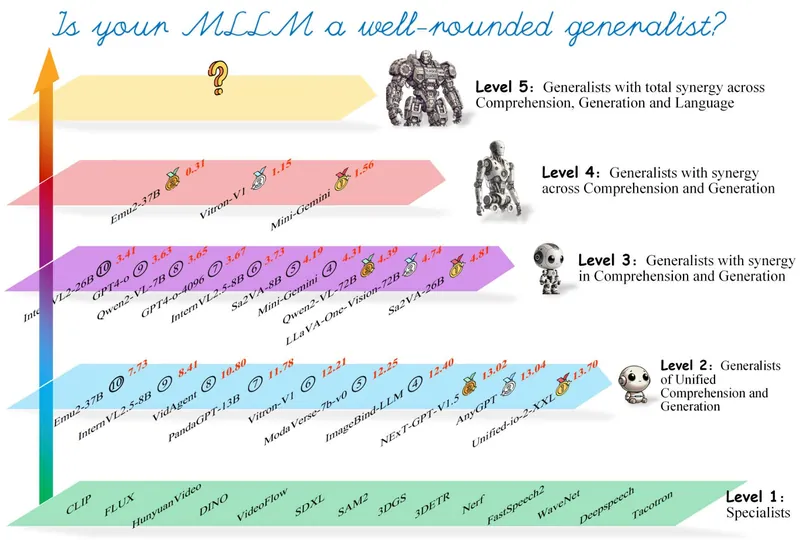 Is your MLLM a well-rounded generalist?
?
Level 5: Generalists with total synergy across
Comprehension, Generation and Language
Emu2-37B 0.31
Vitron-V1 1.15
Mini-Gemini 1.56
Level 4: Generalists with synergy
across Comprehension and Generation
InternVL2-26B 10 3.41
GPT4-o 9 3.63
Qwen2-VL-7B 8 3.65
GPT4-o-4096 7 3.67
InternVL2.5-8B 6 3.73
Sa2VA-8B 5 4.19
Mini-Gemini 4 4.31
Qwen2-VL-72B 4.39
LLaVA-One-Vision-72B 4.74
Sa2VA-26B 4.81
Level 3: Generalists with synergy
in Comprehension and Generation
Emu2-37B 10 7.73
InternVL2.5-8B 9 8.41
VidAgent 8 10.80
PandaGPT-13B 7 11.78
Vitron-V1 6 12.21
ModaVerse-7b-v0 5 12.25
ImageBind-LLM 4 12.40
NExT-GPT-V1.5 13.02
AnyGPT 13.04
Unified-io-2-XXL 13.70
Level 2: Generalists
of Unified
Comprehension and
Generation
CLIP
FLUX
HunyuanVideo
DINO
VideoFlow
SDXL
SAM2
3DGS
3DETR
Nerf
FastSpeech2
WaveNet
Deepspeech
Tacotron
Level 1:
Specialists